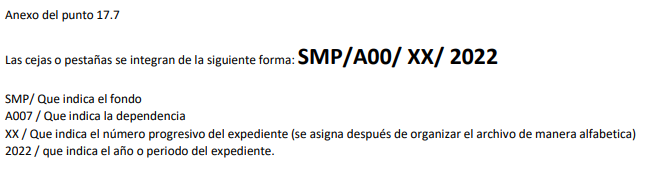 Anexo del punto 17.7
Las cejas o pestañas se integran de la siguiente forma: SMP/A00/ XX/ 2022
SMP/ Que indica el fondo
A007 / Que indica la dependencia
XX / Que indica el número progresivo del expediente (se asigna después de organizar el archivo de manera alfabetica)
2022 / que indica el año o periodo del expediente.